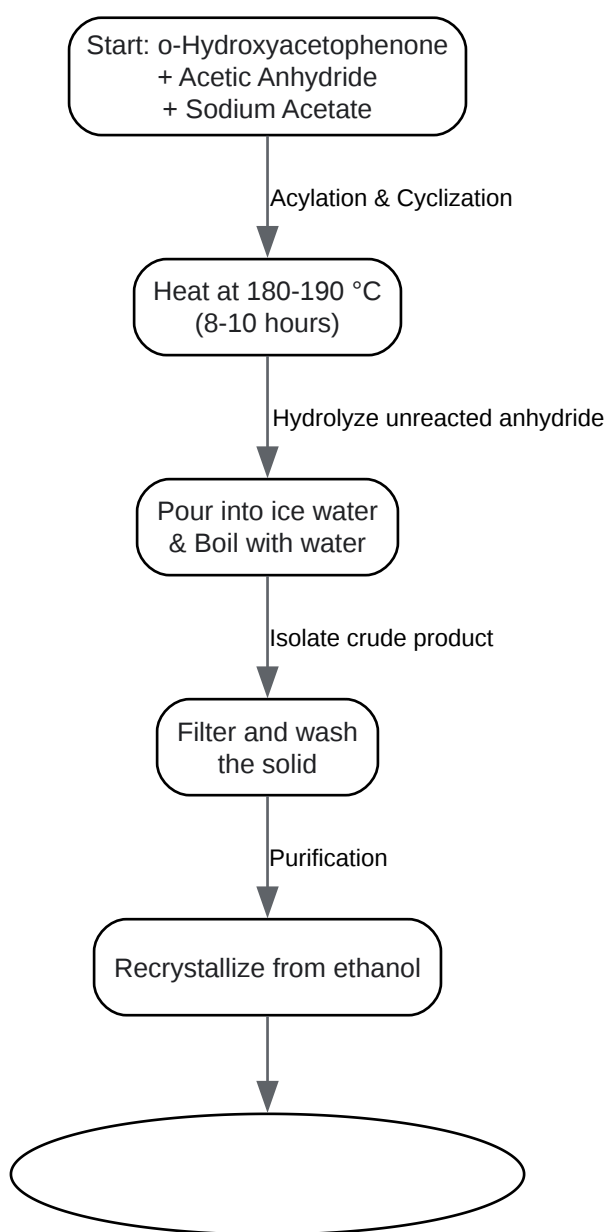 Start: o-Hydroxyacetophenone
+ Acetic Anhydride
+ Sodium Acetate
Acylation & Cyclization
Heat at 180-190 °C
(8-10 hours)
Hydrolyze unreacted anhydride
Pour into ice water
& Boil with water
Isolate crude product
Filter and wash
the solid
Purification
Recrystallize from ethanol